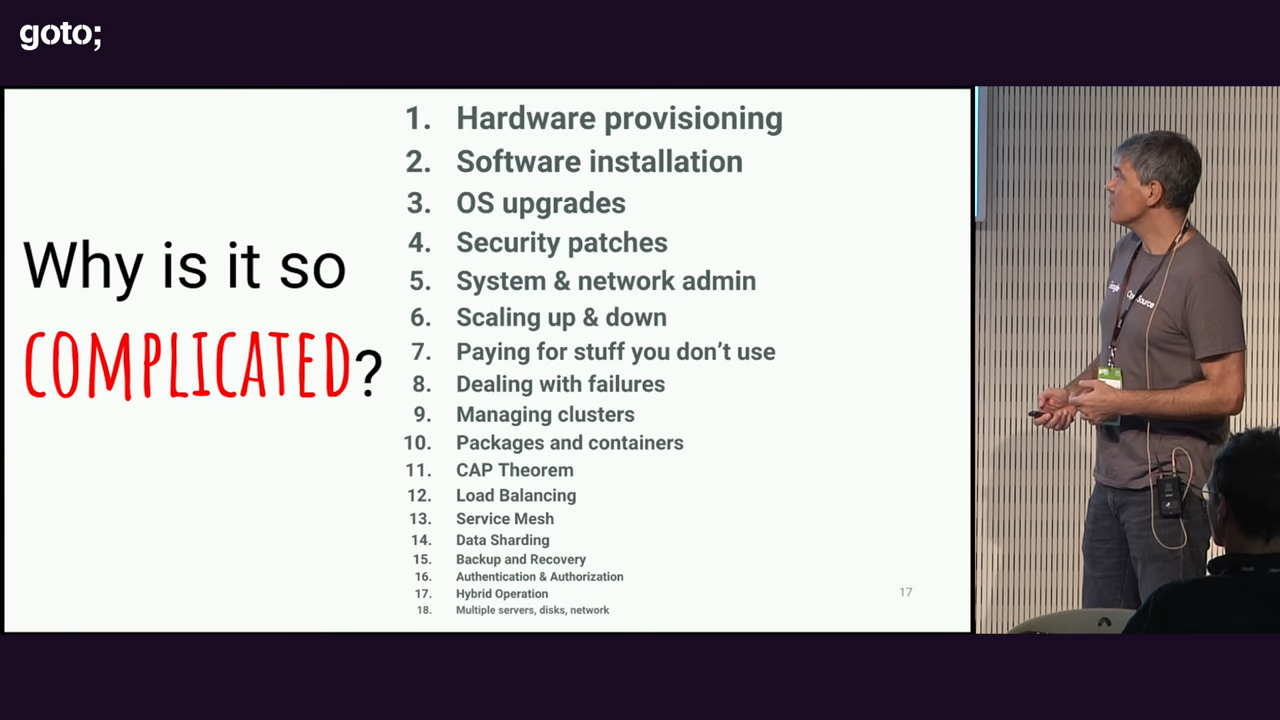 goto;
Why is it so
COMPLICATED?
1. Hardware provisioning
2. Software installation
3. OS upgrades
4. Security patches
5. System & network admin
6. Scaling up & down
7. Paying for stuff you don’t use
8. Dealing with failures
9. Managing clusters
10. Packages and containers
11. CAP Theorem
12. Load Balancing
13. Service Mesh
14. Data Sharding
15. Backup and Recovery
16. Authentication & Authorization
17. Hybrid Operation
18. Multiple servers, disks, network
17